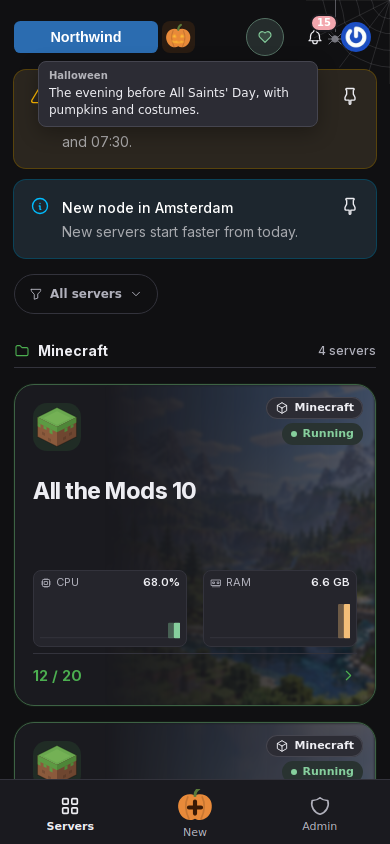 Northwind
15
Halloween
The evening before All Saints' Day, with
pumpkins and costumes.
and 07:30.
New node in Amsterdam
New servers start faster from today.
All servers
Minecraft
4 servers
Minecraft
Running
All the Mods 10
CPU
68.0%
RAM
6.6 GB
12 / 20
Minecraft
Running
Servers
New
Admin